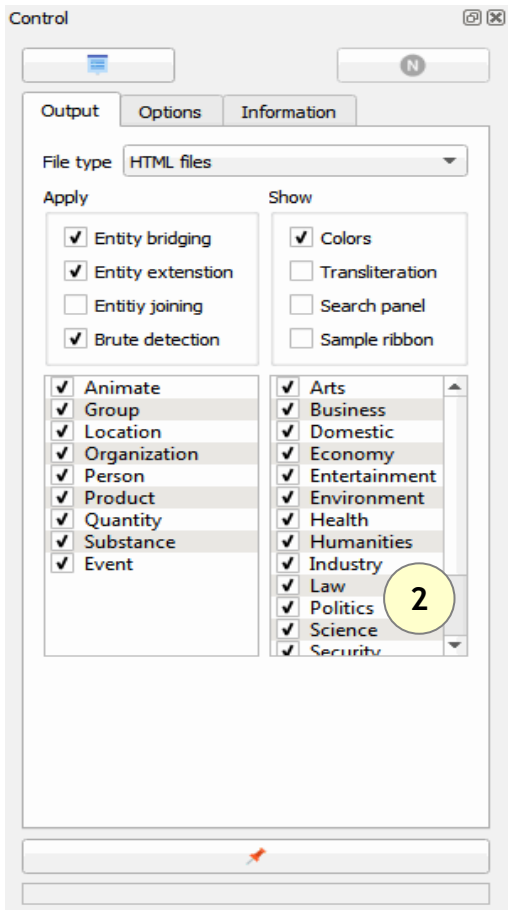 Control
N
Output Options Information
File type HTML files
Apply Show
Entity bridging
Entity extenstion
Entitiy joining
Brute detection
Colors
Transliteration
Search panel
Sample ribbon
Animate
Group
Location
Organization
Person
Product
Quantity
Substance
Event
Arts
Business
Domestic
Economy
Entertainment
Environment
Health
Humanities
Industry
Law
Politics
Science
Security
2